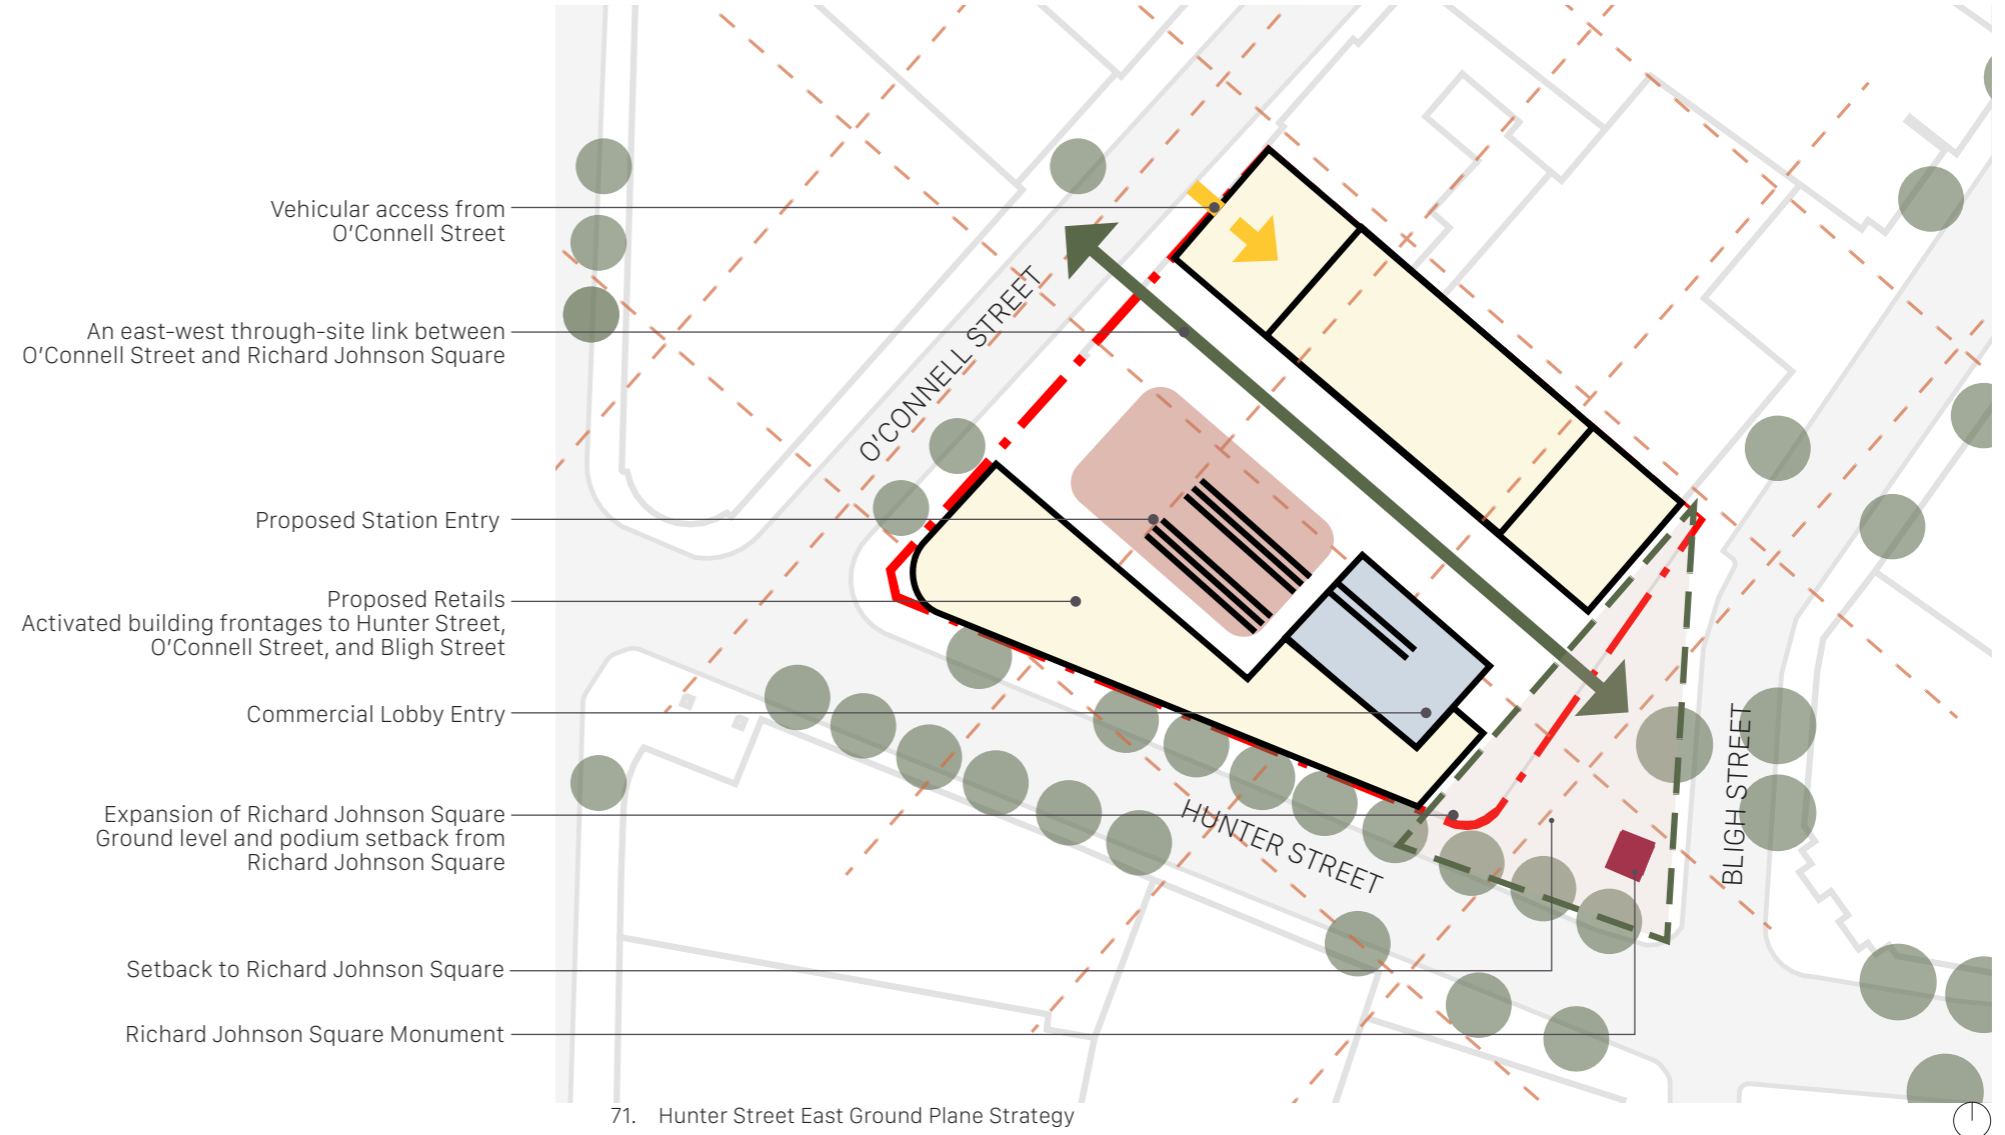 Vehicular access from
O'Connell Street
An east-west through-site link between
O'Connell Street and Richard Johnson Square
Proposed Station Entry
Proposed Retails
Activated building frontages to Hunter Street,
O'Connell Street, and Bligh Street
Commercial Lobby Entry
Expansion of Richard Johnson Square
Ground level and podium setback from
Richard Johnson Square
Setback to Richard Johnson Square
Richard Johnson Square Monument
O'CONNELL STREET
HUNTER STREET
BLIGH STREET
71. Hunter Street East Ground Plane Strategy